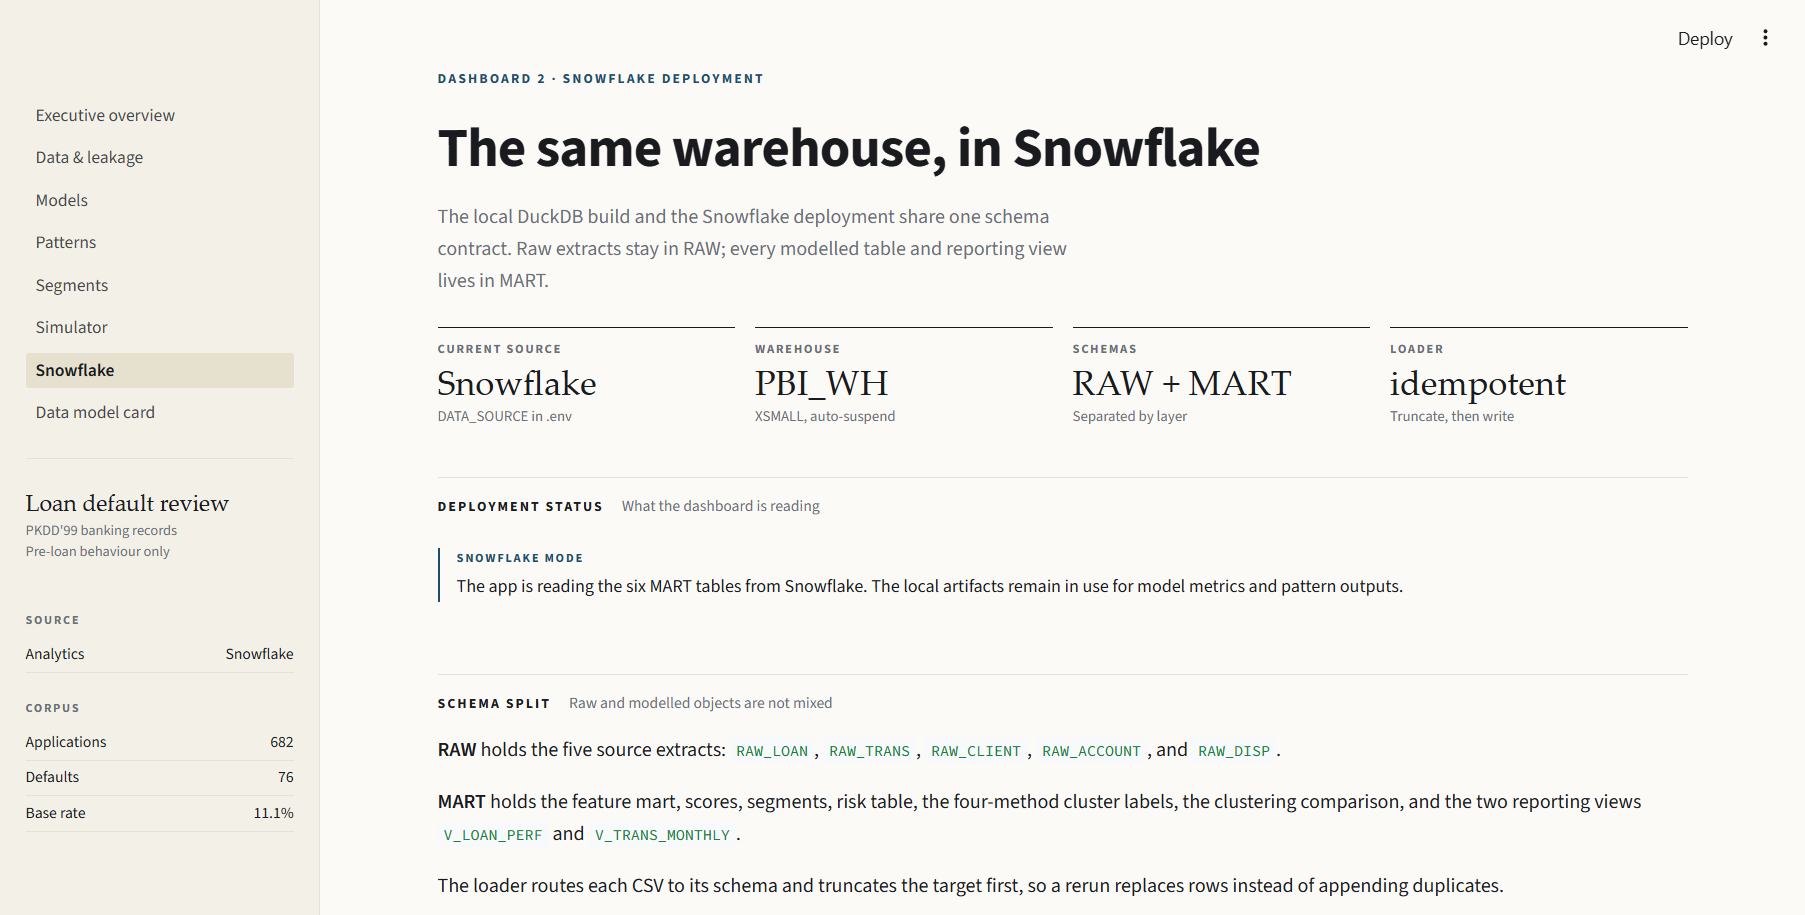 Deploy
Executive overview
Data & leakage
Models
Patterns
Segments
Simulator
Snowflake
Data model card
Loan default review
PKDD'99 banking records
Pre-loan behaviour only
SOURCE
Analytics Snowflake
CORPUS
Applications 682
Defaults 76
Base rate 11.1%
DASHBOARD 2 · SNOWFLAKE DEPLOYMENT
The same warehouse, in Snowflake
The local DuckDB build and the Snowflake deployment share one schema
contract. Raw extracts stay in RAW; every modelled table and reporting view
lives in MART.
CURRENT SOURCE
Snowflake
DATA_SOURCE in .env
WAREHOUSE
PBI_WH
XSMALL, auto-suspend
SCHEMAS
RAW + MART
Separated by layer
LOADER
idempotent
Truncate, then write
DEPLOYMENT STATUS What the dashboard is reading
SNOWFLAKE MODE
The app is reading the six MART tables from Snowflake. The local artifacts remain in use for model metrics and pattern outputs.
SCHEMA SPLIT Raw and modelled objects are not mixed
RAW holds the five source extracts: RAW_LOAN , RAW_TRANS , RAW_CLIENT , RAW_ACCOUNT , and RAW_DISP .
MART holds the feature mart, scores, segments, risk table, the four-method cluster labels, the clustering comparison, and the two reporting views
V_LOAN_PERF and V_TRANS_MONTHLY .
The loader routes each CSV to its schema and truncates the target first, so a rerun replaces rows instead of appending duplicates.